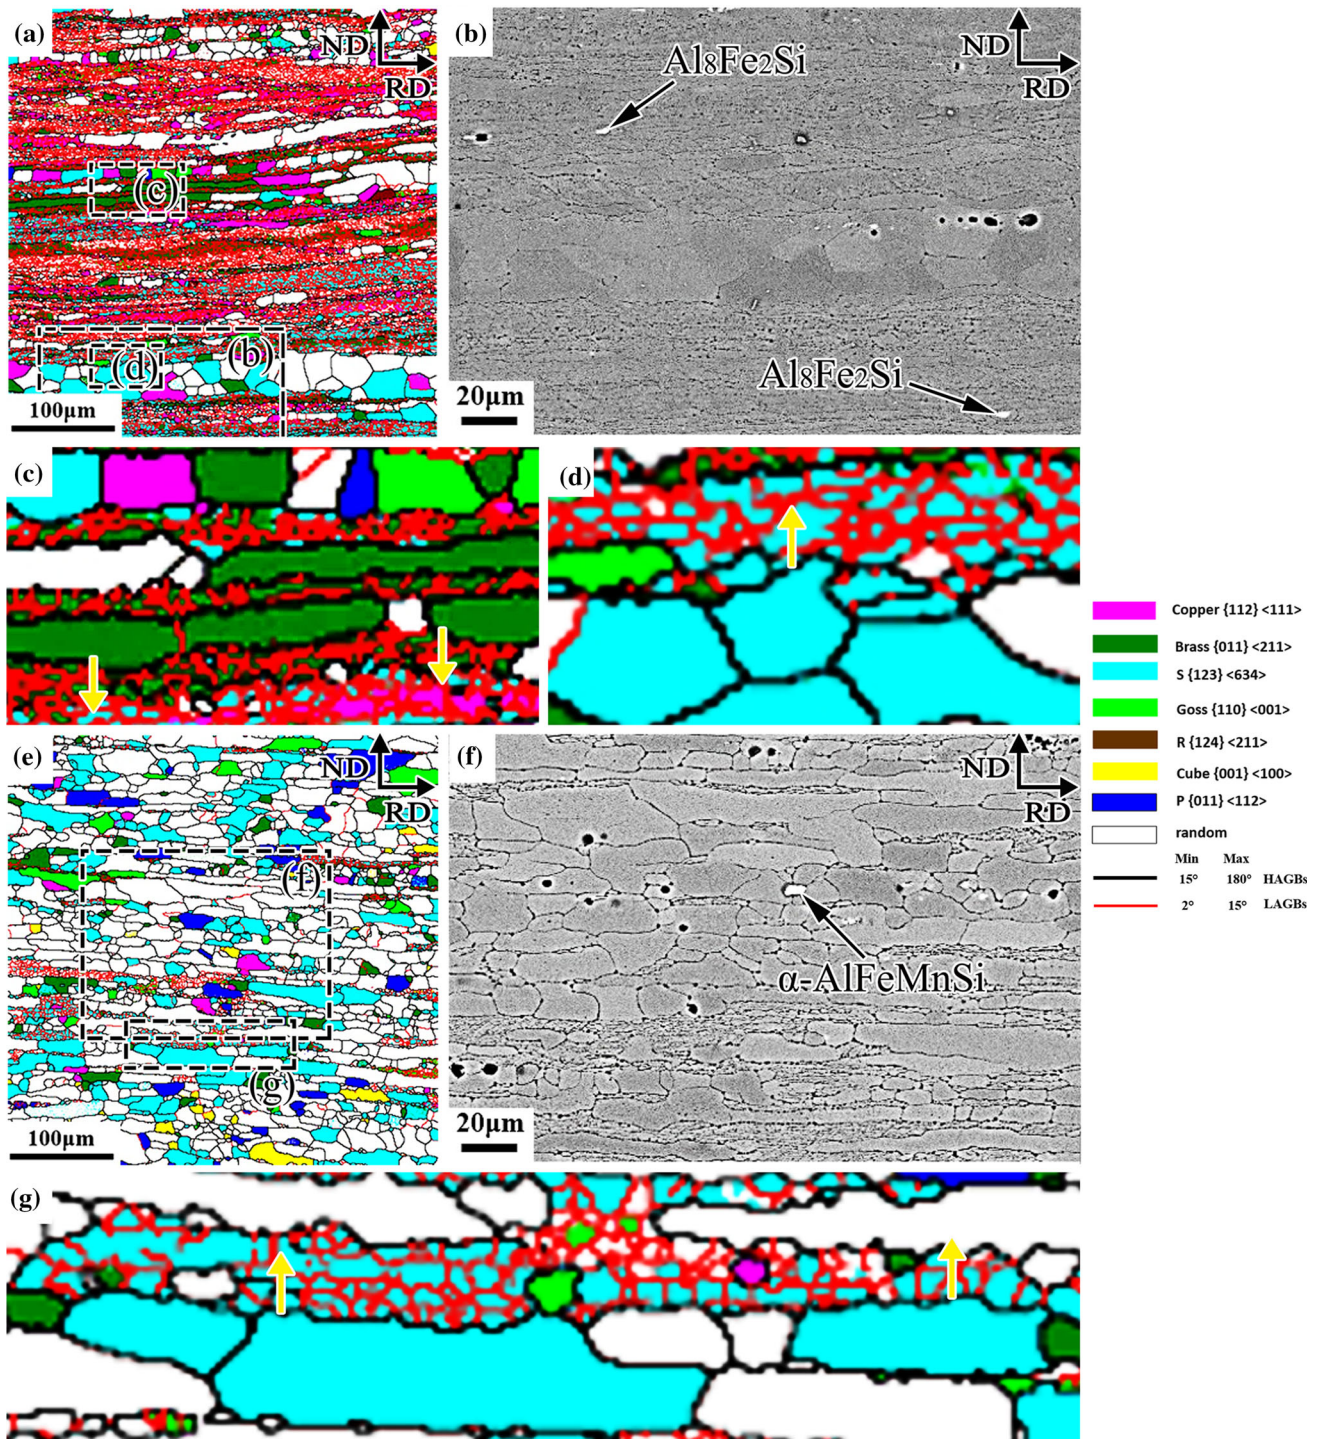 (a)
ND
RD
(c)
(b)
(d)
100μm
(b)
Al8Fe2Si
ND
RD
Al8Fe2Si
20μm
(c)
(d)
Copper {112} <111>
Brass {011} <211>
S {123} <634>
Goss {110} <001>
R {124} <211>
Cube {001} <100>
P {011} <112>
random
Min Max
15° 180° HAGBs
2° 15° LAGBs
(e)
ND
RD
(f)
(g)
100μm
(f)
ND
RD
α-AlFeMnSi
20μm
(g)